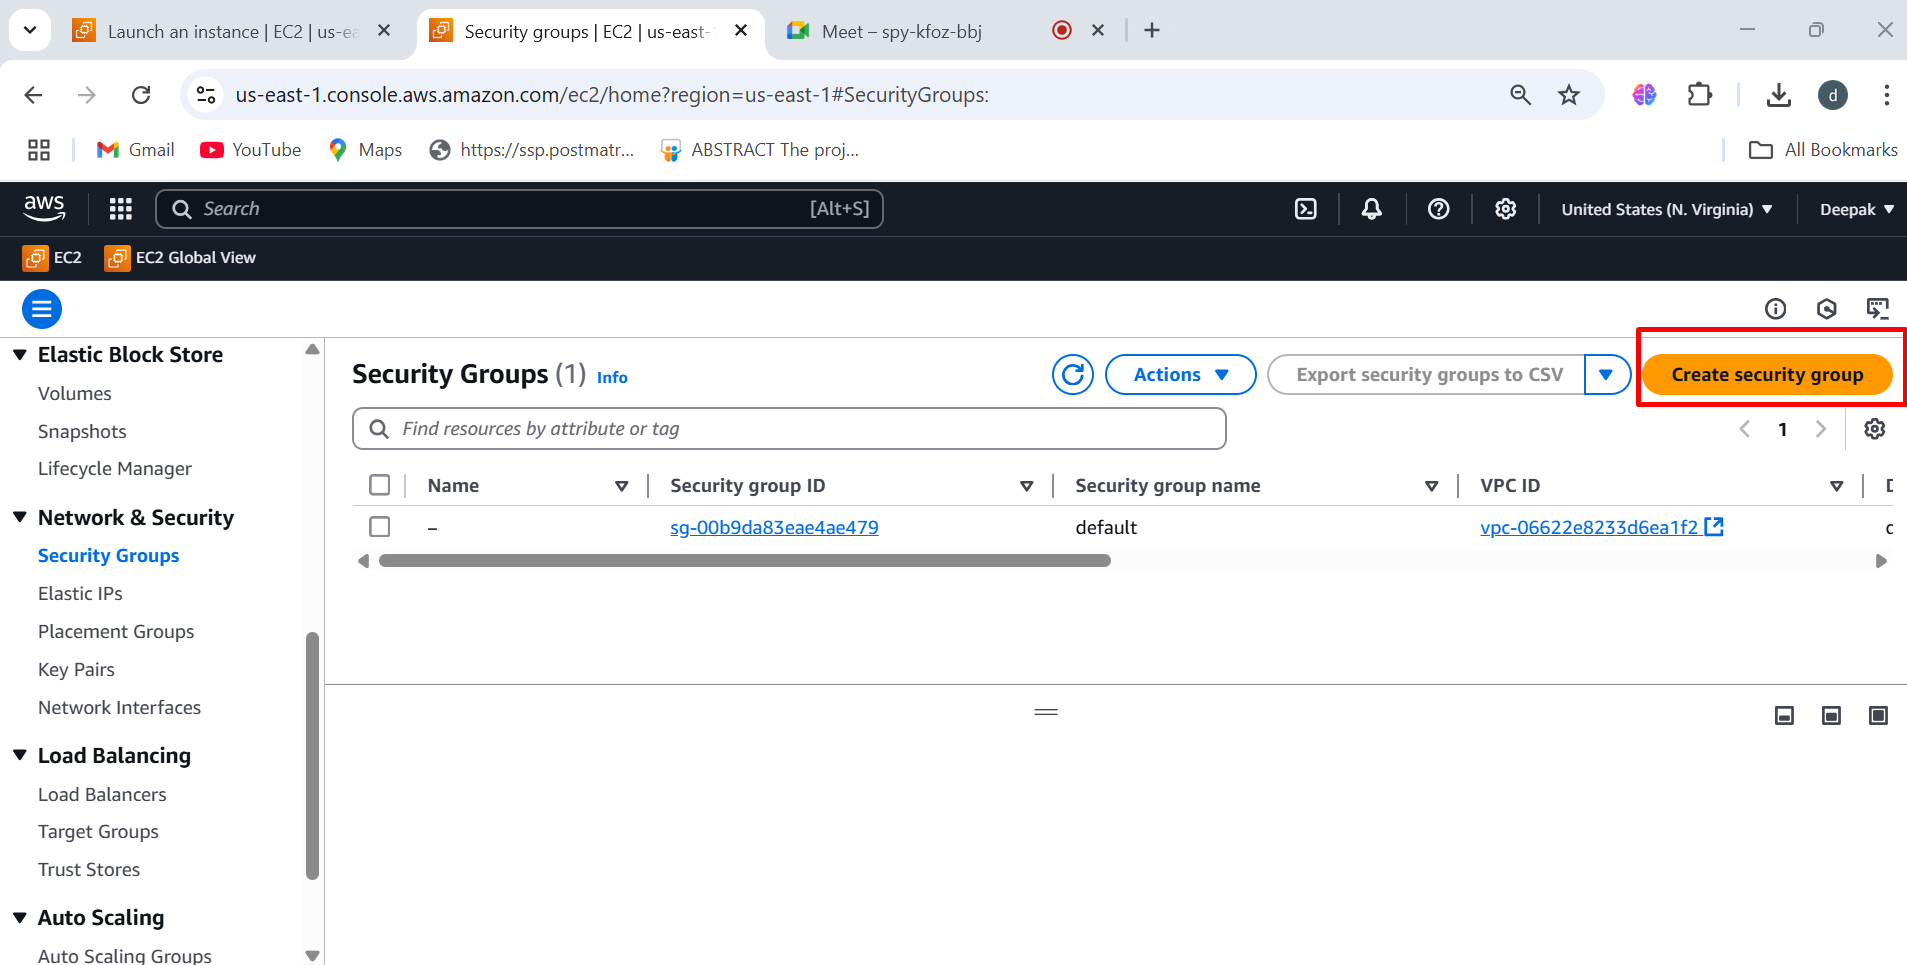 Launch an instance | EC2 | us-ea
Security groups | EC2 | us-east-
Meet – spy-kfoz-bbj
us-east-1.console.aws.amazon.com/ec2/home?region=us-east-1#SecurityGroups:
d
Gmail
YouTube
Maps
https://ssp.postmatr...
ABSTRACT The proj...
All Bookmarks
aws
Search
[Alt+S]
United States (N. Virginia)
Deepak
EC2
EC2 Global View
Elastic Block Store
Volumes
Snapshots
Lifecycle Manager
Network & Security
Security Groups
Elastic IPs
Placement Groups
Key Pairs
Network Interfaces
Load Balancing
Load Balancers
Target Groups
Trust Stores
Auto Scaling
Auto Scaling Groups
Security Groups (1) Info
Actions
Export security groups to CSV
Create security group
Find resources by attribute or tag
1
Name
Security group ID
Security group name
VPC ID
–
sg-00b9da83eae4ae479
default
vpc-06622e8233d6ea1f2